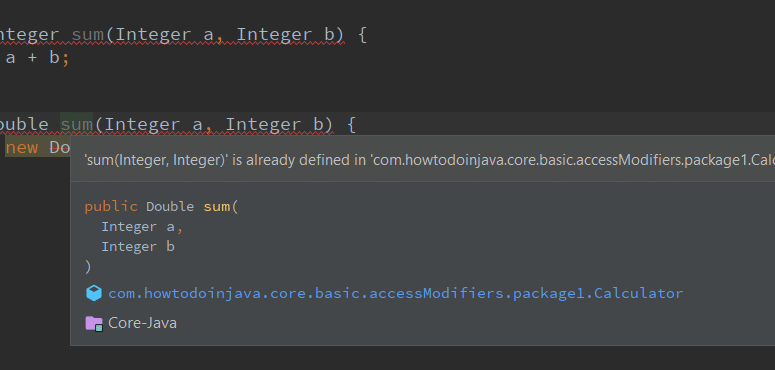 nteger sum(Integer a, Integer b) {
a + b;
ouble sum(Integer a, Integer b) {
new Do
'sum(Integer, Integer)' is already defined in 'com.howtodoinjava.core.basic.accessModifiers.package1.Calc
public Double sum(
Integer a,
Integer b
)
com.howtodoinjava.core.basic.accessModifiers.package1.Calculator
Core-Java